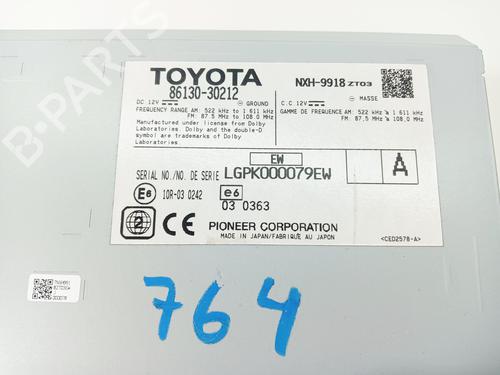 B-PARTS
TOYOTA
86130-30212
NXH-9918 ZT03
DC 12V GROUND
FREQUENCY RANGE AM: 522 kHz to 1 611 kHz
FM: 87.5 MHz to 108.0 MHz
Manufactured under license from Dolby
Laboratories. Dolby and the double-D
symbol are trademarks of Dolby
Laboratories.
C.C 12V MASSE
GAMME DE FREQUENCE AM: 522 kHz à 1 611 kHz
FM: 87.5 MHz à 108.0 MHz
EW
SERIAL NO./NO. DE SERIE LGPK000079EW
A
E6 10R-03 0242 e6
03 0363
2
PIONEER CORPORATION
MADE IN JAPAN/FABRIQUÉ AU JAPON
<CED2578-A>
000078
764